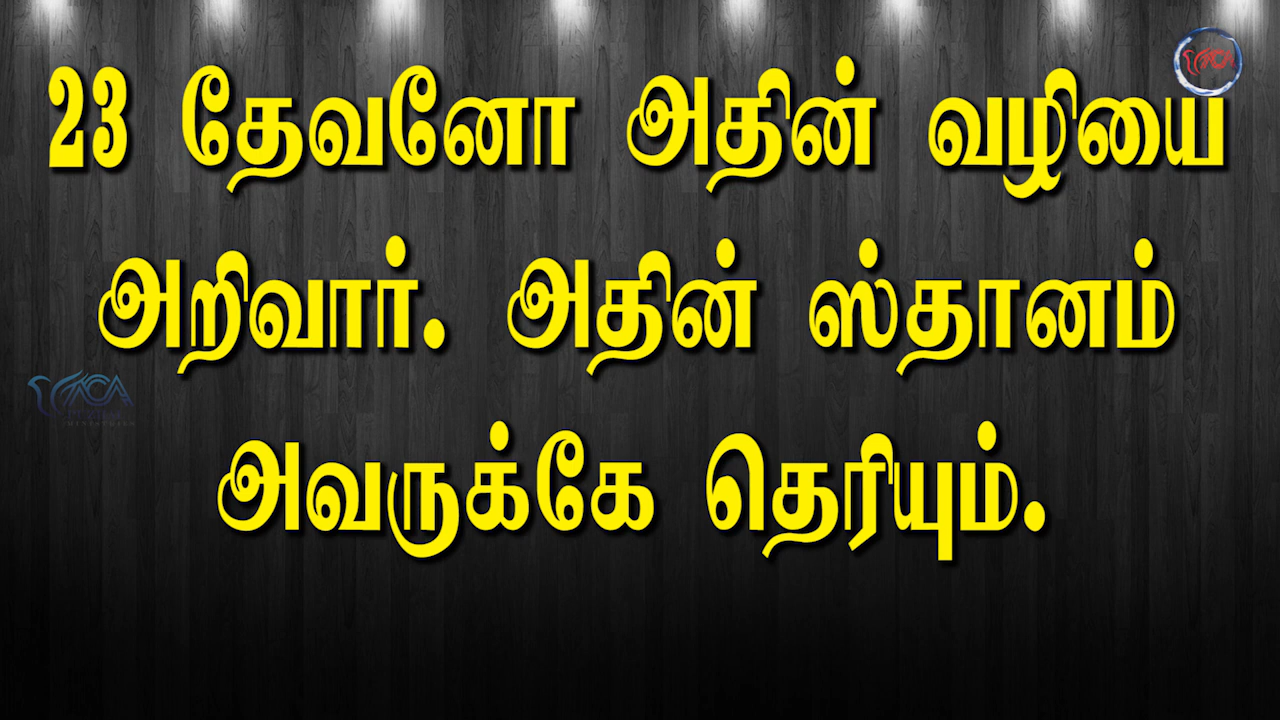 23 தேவனோ அதின் வழியை
அறிவார். அதின் ஸ்தானம்
அவருக்கே தெரியும்.